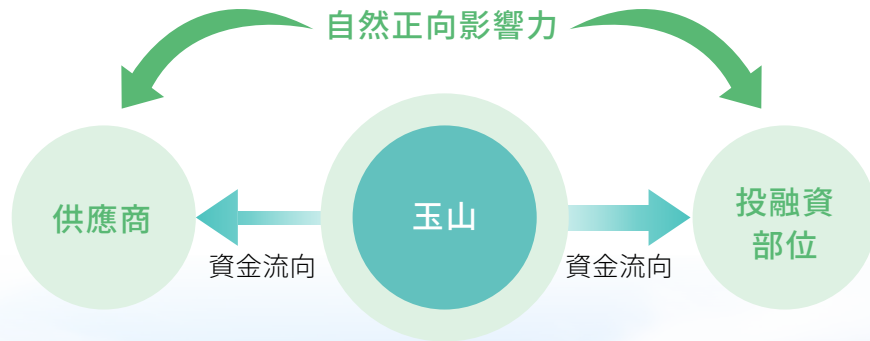 自然正向影響力
供應商
玉山
投融資
部位
資金流向
資金流向